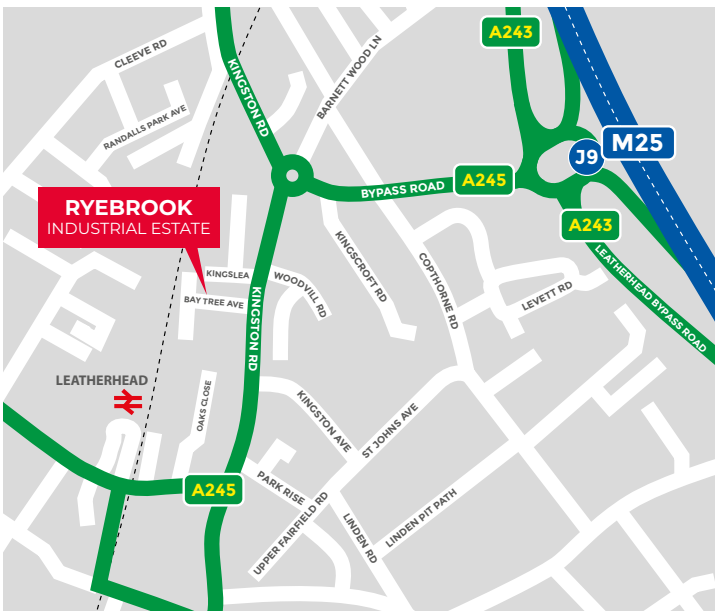 A243
CLEEVE RD
KINGSTON RD
BARNETT WOOD LN
RANDALLS PARK AVE
M25
J9
BYPASS ROAD
A245
RYEBROOK
INDUSTRIAL ESTATE
A243
KINGSLEA
WOODVILL RD
KINGSCROFT RD
COPTHORNE RD
LEVETT RD
LEATHERHEAD BYPASS ROAD
BAY TREE AVE
KINGSTON RD
LEATHERHEAD
OAKS CLOSE
KINGSTON AVE
ST JOHNS AVE
A245
PARK RISE
UPPER FAIRFIELD RD
LINDEN RD
LINDEN PIT PATH